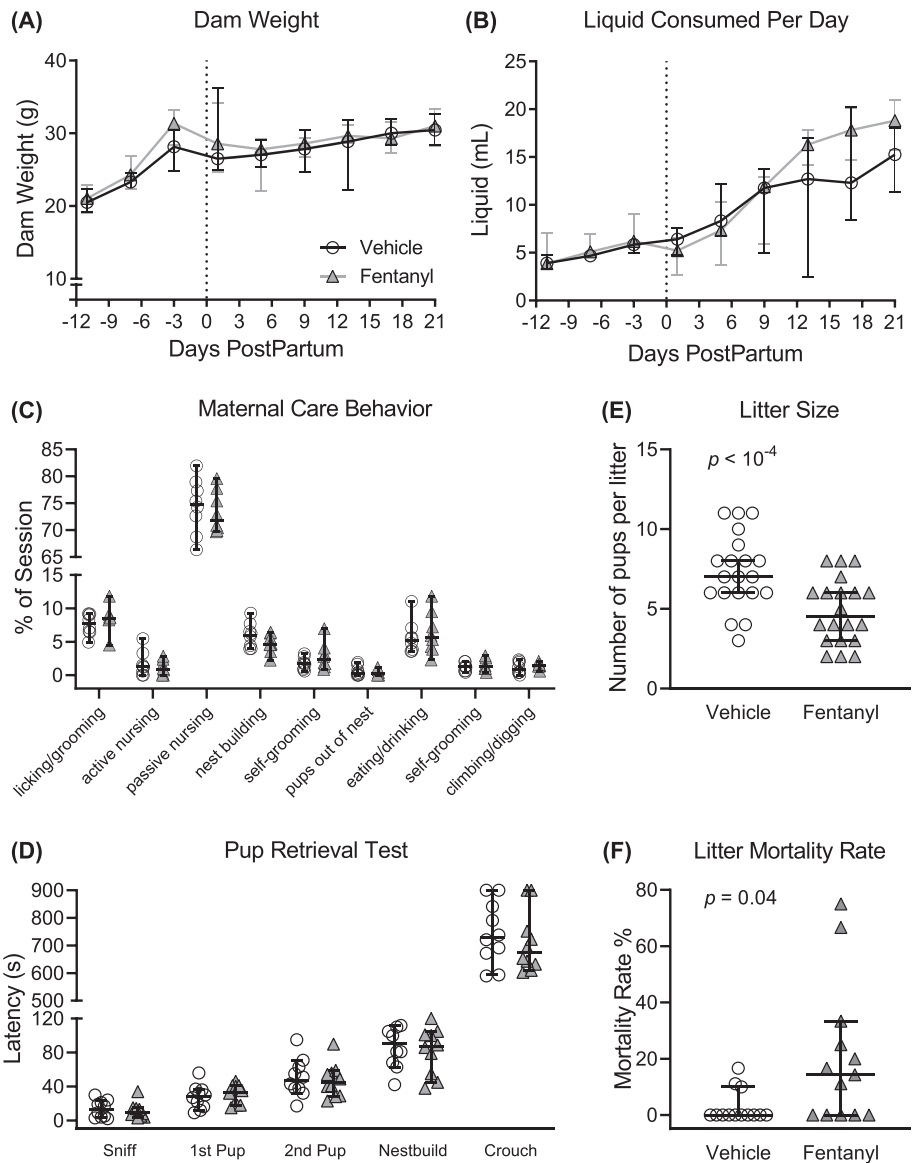 (A) Dam Weight
Dam Weight (g)
40
30
20
10
Vehicle
Fentanyl
-12 -9 -6 -3 0 3 6 9 12 15 18 21
Days PostPartum
(B) Liquid Consumed Per Day
Liquid (mL)
25
20
15
10
5
0
-12 -9 -6 -3 0 3 6 9 12 15 18 21
Days PostPartum
(C) Maternal Care Behavior
% of Session
85
80
75
70
65
15
10
5
0
licking/grooming
active nursing
passive nursing
nest building
self-grooming
pups out of nest
eating/drinking
self-grooming
climbing/digging
(E) Litter Size
Number of pups per litter
p < 10-4
15
10
5
0
Vehicle Fentanyl
(D) Pup Retrieval Test
Latency (s)
900
800
700
600
500
120
80
40
0
Sniff 1st Pup 2nd Pup Nestbuild Crouch
(F) Litter Mortality Rate
Mortality Rate %
p = 0.04
80
60
40
20
0
Vehicle Fentanyl